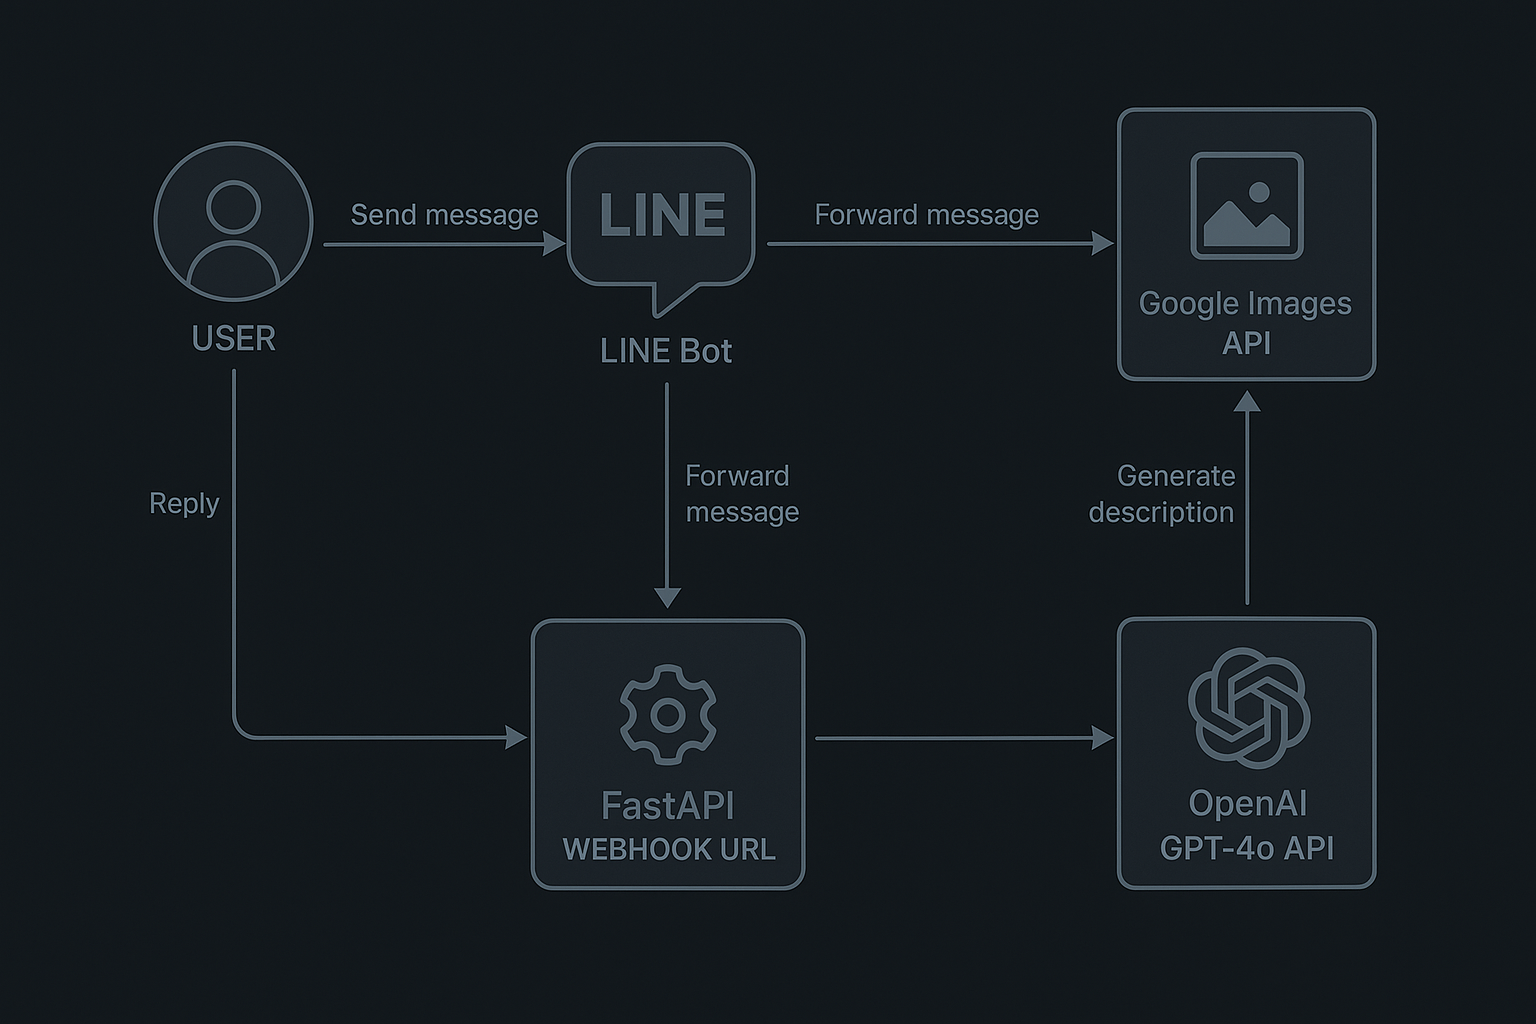 Send message
LINE
Forward message
USER
LINE Bot
Google Images
API
Reply
Forward
message
Generate
description
FastAPI
WEBHOOK URL
OpenAI
GPT-4o API